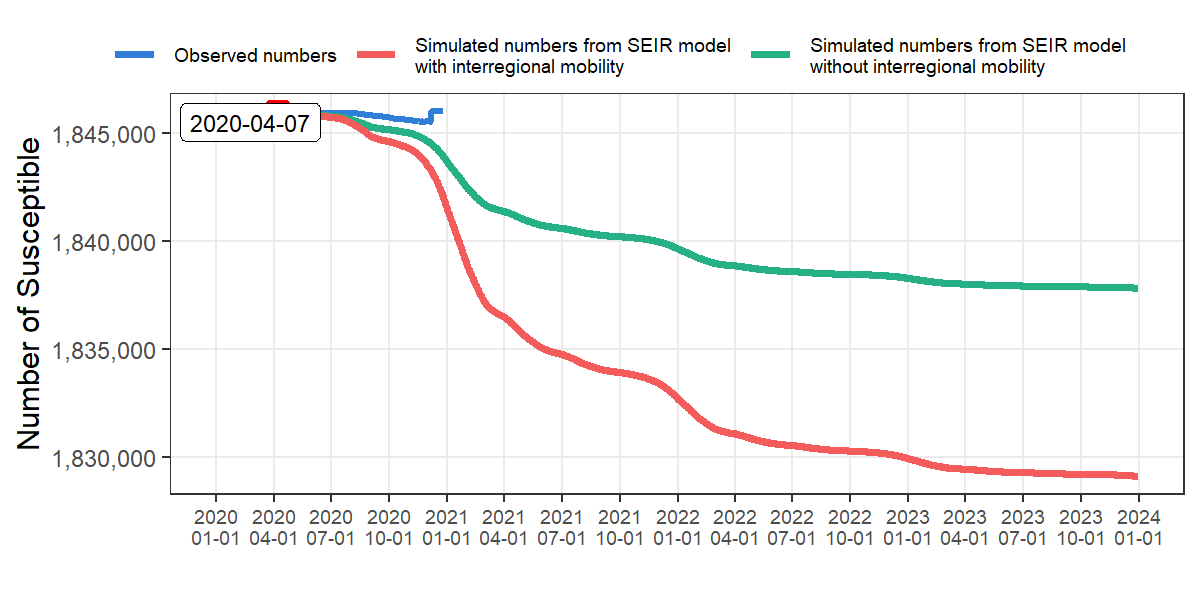 Observed numbers
Simulated numbers from SEIR model
with interregional mobility
Simulated numbers from SEIR model
without interregional mobility
Number of Susceptible
2020-04-07
1,845,000
1,840,000
1,835,000
1,830,000
2020 2020 2020 2020 2021 2021 2021 2021 2022 2022 2022 2022 2023 2023 2023 2023 2024
01-01 04-01 07-01 10-01 01-01 04-01 07-01 10-01 01-01 04-01 07-01 10-01 01-01 04-01 07-01 10-01 01-01